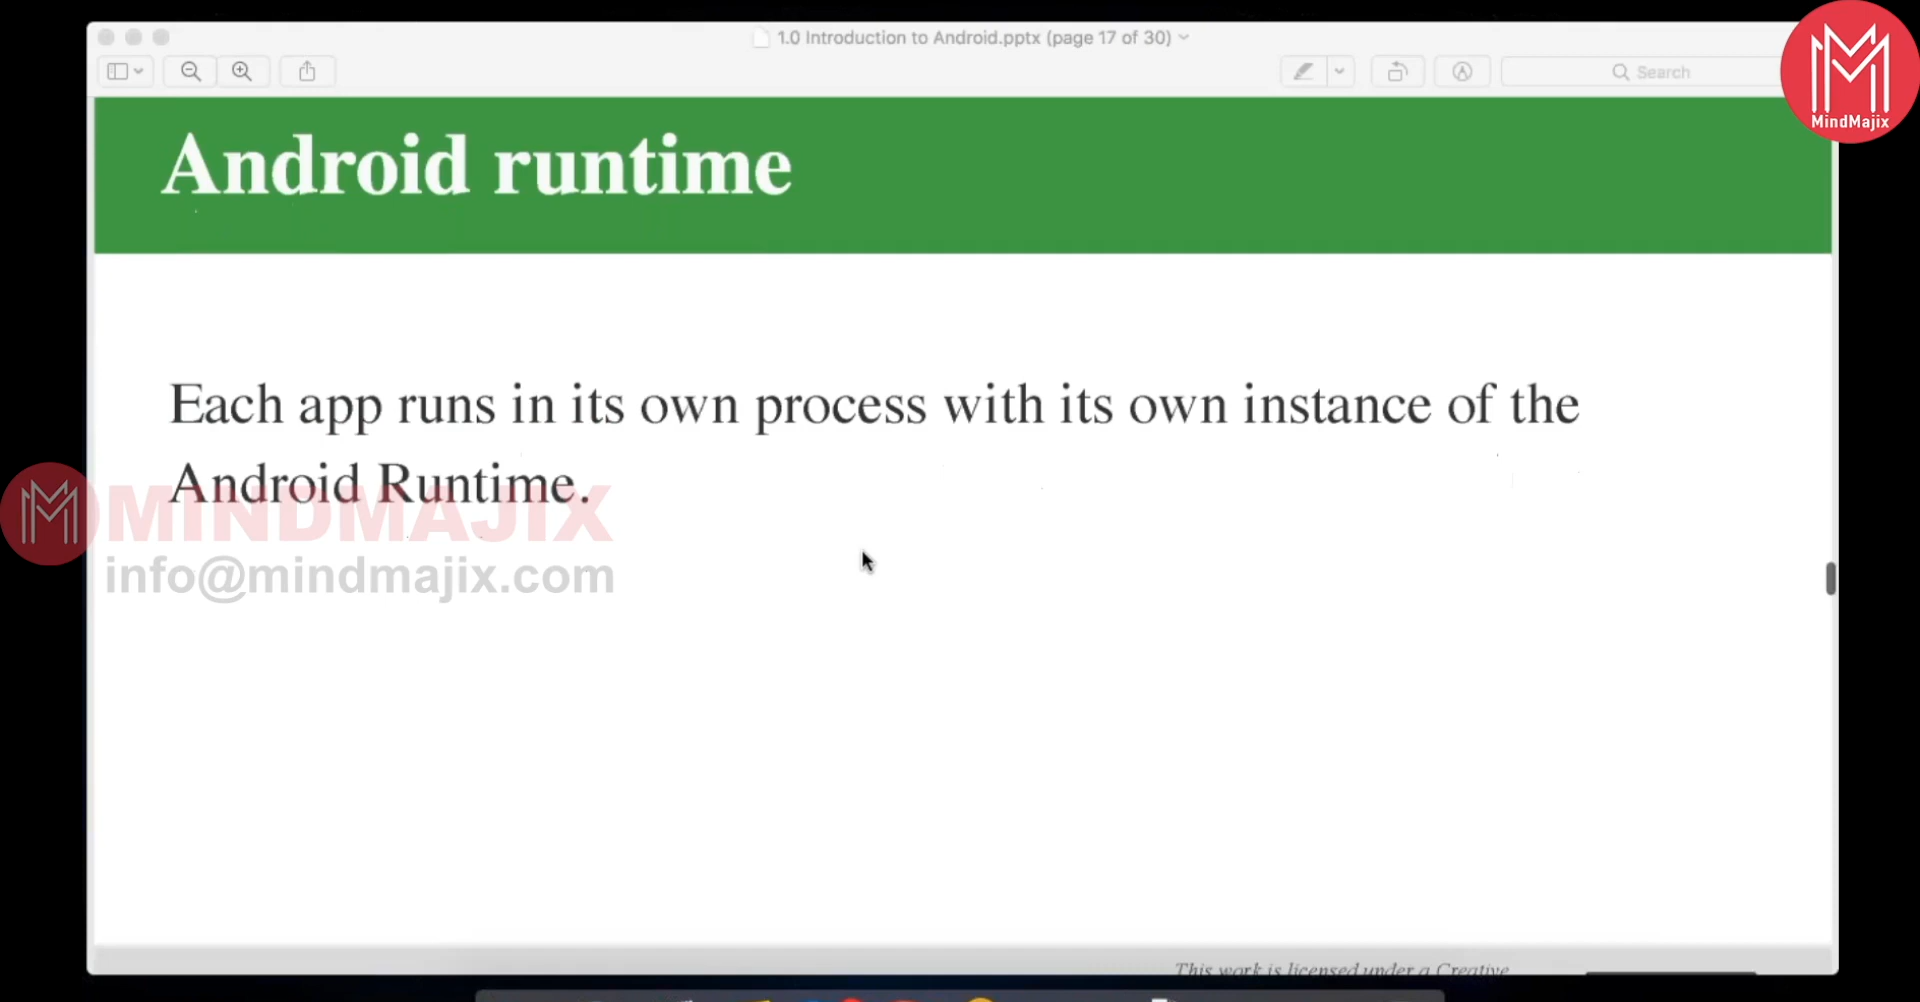 1.0 Introduction to Android.pptx (page 17 of 30)
Search
MindMajix
Android runtime
Each app runs in its own process with its own instance of the
Android Runtime.
MINDMAJIX
info@mindmajix.com
This work is licensed under a Creative